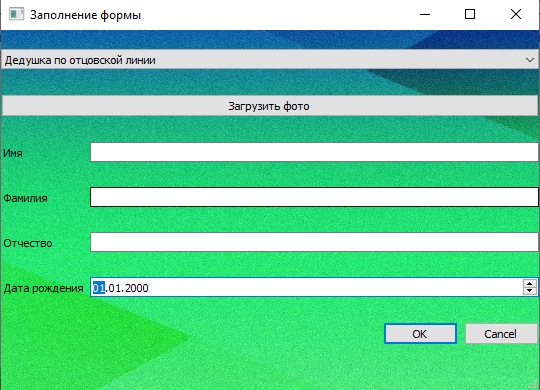 Заполнение формы
Дедушка по отцовской линии
Загрузить фото
Имя
Фамилия
Отчество
Дата рождения 01.01.2000
OK Cancel